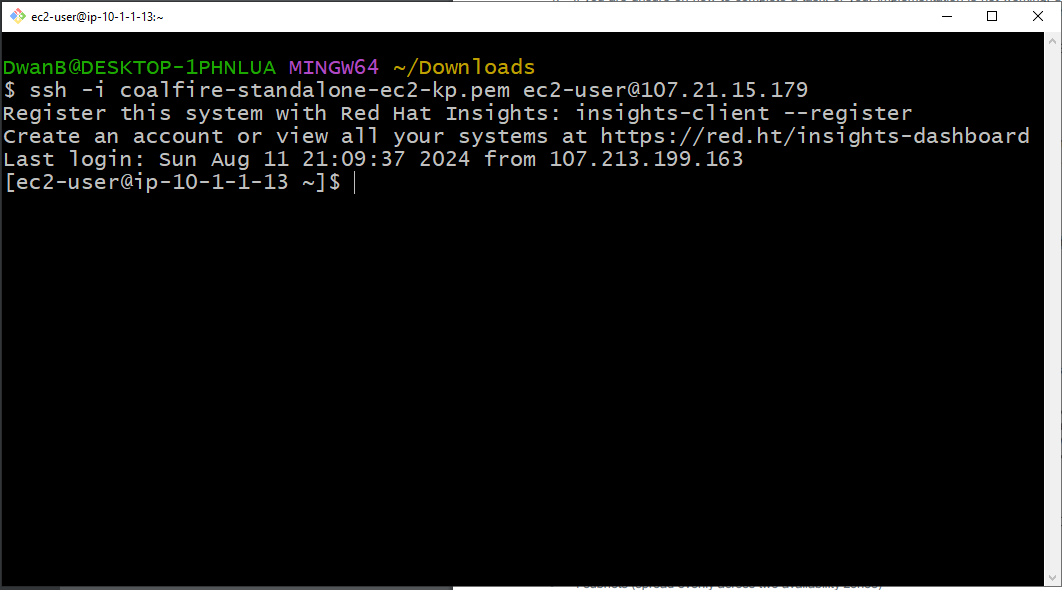 ec2-user@ip-10-1-1-13:~
DwanB@DESKTOP-1PHNLUA MINGW64 ~/Downloads
$ ssh -i coalfire-standalone-ec2-kp.pem ec2-user@107.21.15.179
Register this system with Red Hat Insights: insights-client --register
Create an account or view all your systems at https://red.ht/insights-dashboard
Last login: Sun Aug 11 21:09:37 2024 from 107.213.199.163
[ec2-user@ip-10-1-1-13 ~]$